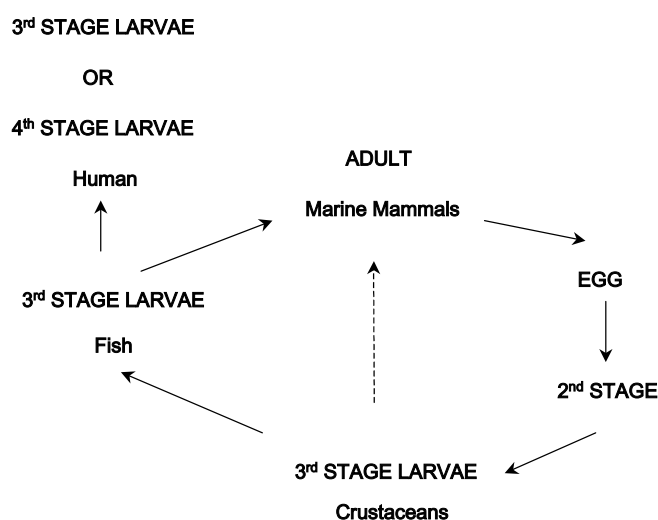 3rd STAGE LARVAE
OR
4th STAGE LARVAE
Human
ADULT
Marine Mammals
EGG
3rd STAGE LARVAE
Fish
2nd STAGE
3rd STAGE LARVAE
Crustaceans